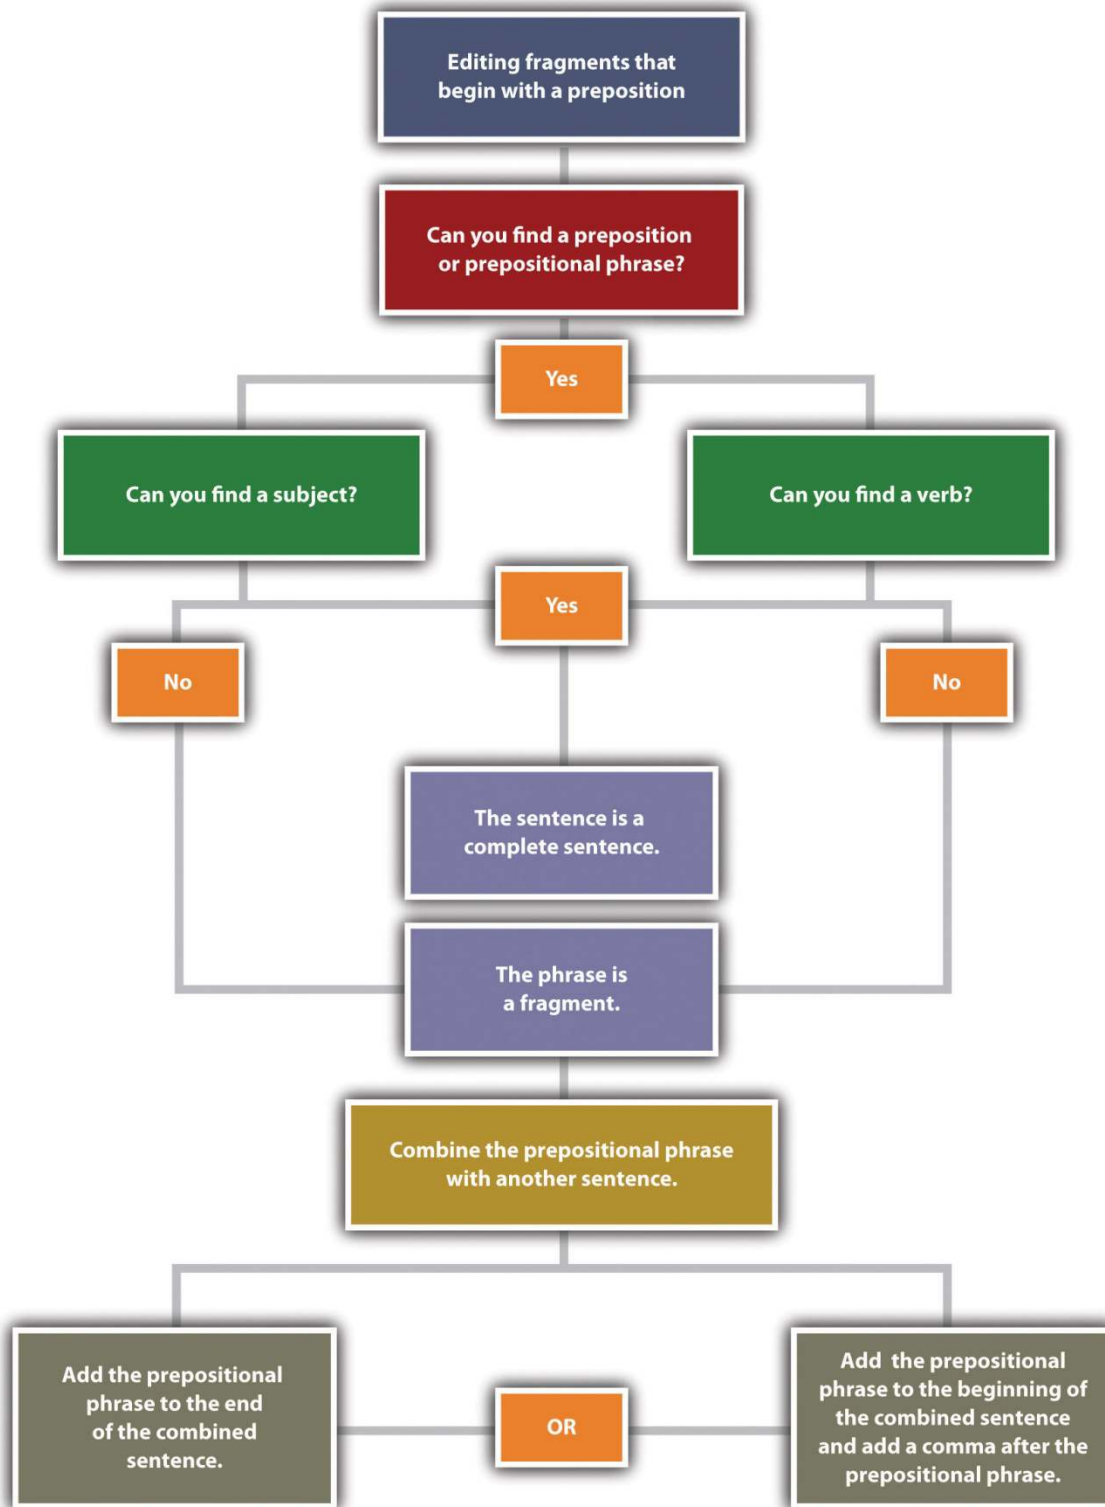 Editing fragments that
begin with a preposition
Can you find a preposition
or prepositional phrase?
Yes
Can you find a subject?
Can you find a verb?
Yes
No
No
The sentence is a
complete sentence.
The phrase is
a fragment.
Combine the prepositional phrase
with another sentence.
Add the prepositional
phrase to the end
of the combined
sentence.
OR
Add the prepositional
phrase to the beginning of
the combined sentence
and add a comma after the
prepositional phrase.